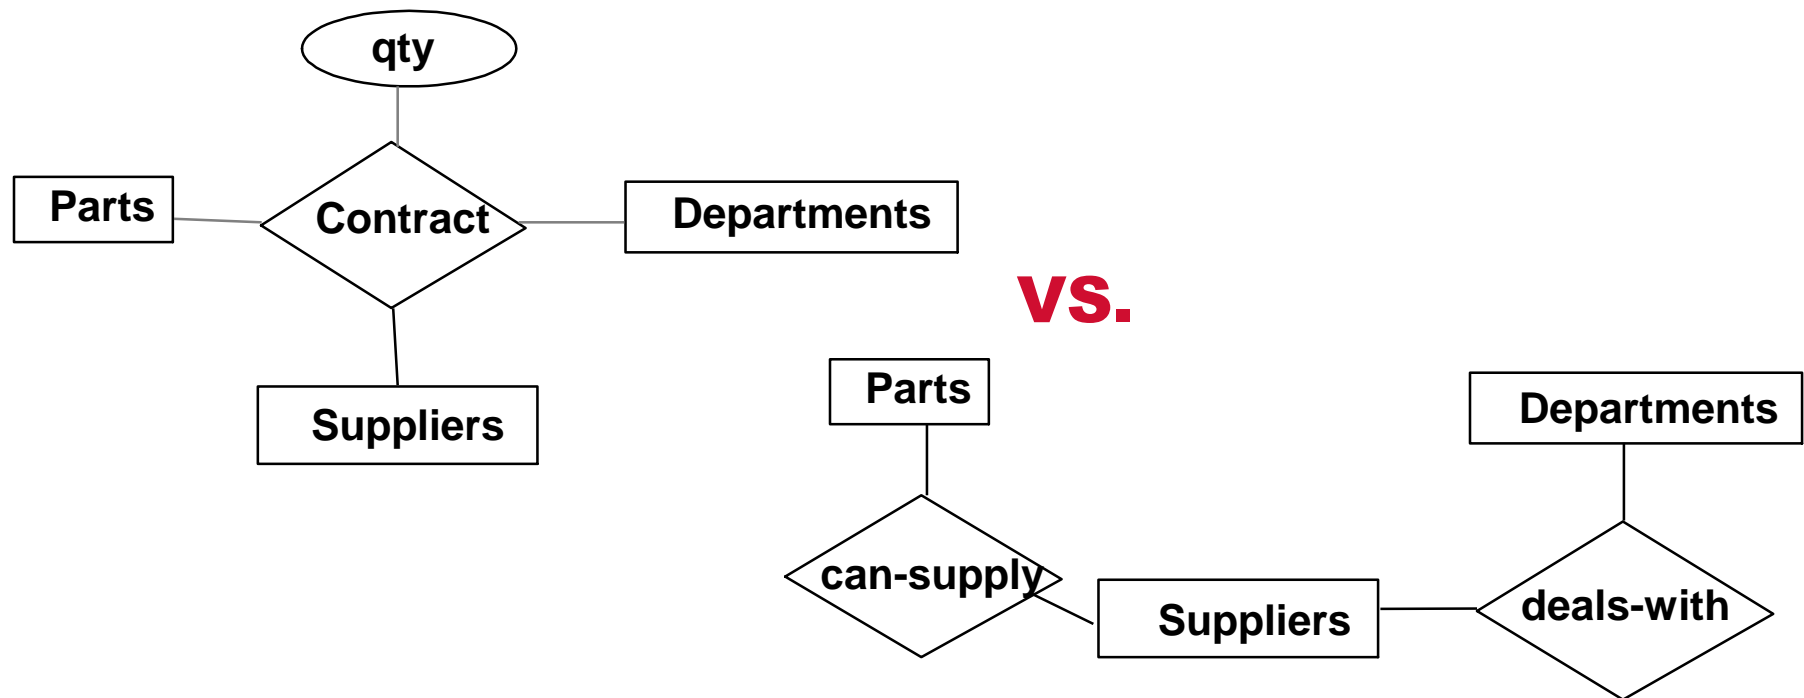 qty
Parts
Contract
Departments
Suppliers
vs.
Parts
Departments
can-supply
Suppliers
deals-with